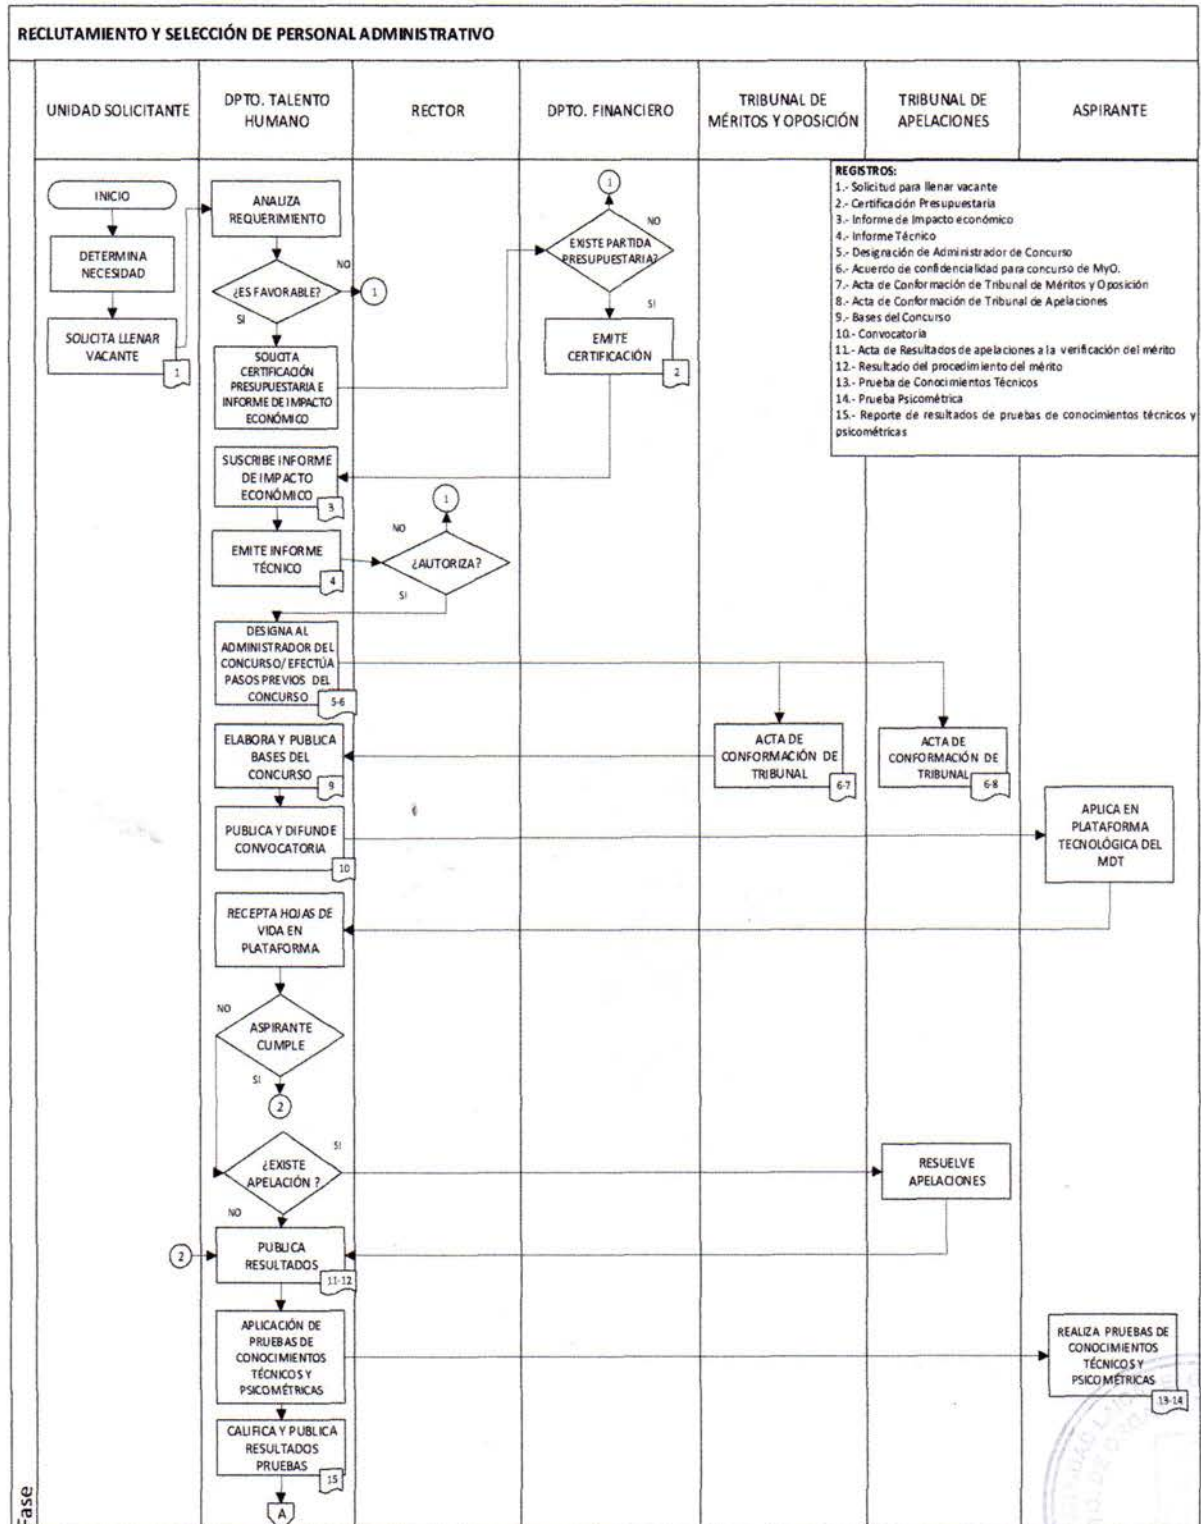 RECLUTAMIENTO Y SELECCIÓN DE PERSONAL ADMINISTRATIVO
UNIDAD SOLICITANTE
DPTO. TALENTO
HUMANO
RECTOR
DPTO. FINANCIERO
TRIBUNAL DE
MÉRITOS Y OPOSICIÓN
TRIBUNAL DE
APELACIONES
ASPIRANTE
REGISTROS:
1.- Solicitud para llenar vacante
2.- Certificación Presupuestaria
3.- Informe de Impacto económico
4.- Informe Técnico
5.- Designación de Administrador de Concurso
6.- Acuerdo de confidencialidad para concurso de MyO.
7.- Acta de Conformación de Tribunal de Méritos y Oposición
8.- Acta de Conformación de Tribunal de Apelaciones
9.- Bases del Concurso
10.- Convocatoria
11.- Acta de Resultados de apelaciones a la verificación del mérito
12.- Resultado del procedimiento del mérito
13.- Prueba de Conocimientos Técnicos
14.- Prueba Psicométrica
15.- Reporte de resultados de pruebas de conocimientos técnicos y
psicométricas
INICIO
DETERMINA
NECESIDAD
SOLICITA LLENAR
VACANTE
1
ANALIZA
REQUERIMIENTO
¿ES FAVORABLE?
NO
1
SI
SOLICITA
CERTIFICACIÓN
PRESUPUESTARIA E
INFORME DE IMPACTO
ECONÓMICO
1
NO
EXISTE PARTIDA
PRESUPUESTARIA?
SI
EMITE
CERTIFICACIÓN
2
SUSCRIBE INFORME
DE IMPACTO
ECONÓMICO
3
EMITE INFORME
TÉCNICO
4
1
NO
¿AUTORIZA?
SI
DESIGNA AL
ADMINISTRADOR DEL
CONCURSO/ EFECTÚA
PASOS PREVIOS DEL
CONCURSO
5-6
ACTA DE
CONFORMACIÓN DE
TRIBUNAL
6-7
ACTA DE
CONFORMACIÓN DE
TRIBUNAL
6-8
ELABORA Y PUBLICA
BASES DEL
CONCURSO
9
PUBLICA Y DIFUNDE
CONVOCATORIA
10
APLICA EN
PLATAFORMA
TECNOLÓGICA DEL
MDT
RECEPTA HOJAS DE
VIDA EN
PLATAFORMA
NO
ASPIRANTE
CUMPLE
SI
2
¿EXISTE
APELACIÓN ?
SI
NO
RESUELVE
APELACIONES
2
PUBLICA
RESULTADOS
11-12
APLICACIÓN DE
PRUEBAS DE
CONOCIMIENTOS
TÉCNICOS Y
PSICOMÉTRICAS
REALIZA PRUEBAS DE
CONOCIMIENTOS
TÉCNICOS Y
PSICOMÉTRICAS
13-14
CALIFICA Y PUBLICA
RESULTADOS
PRUEBAS
15
A
Fase